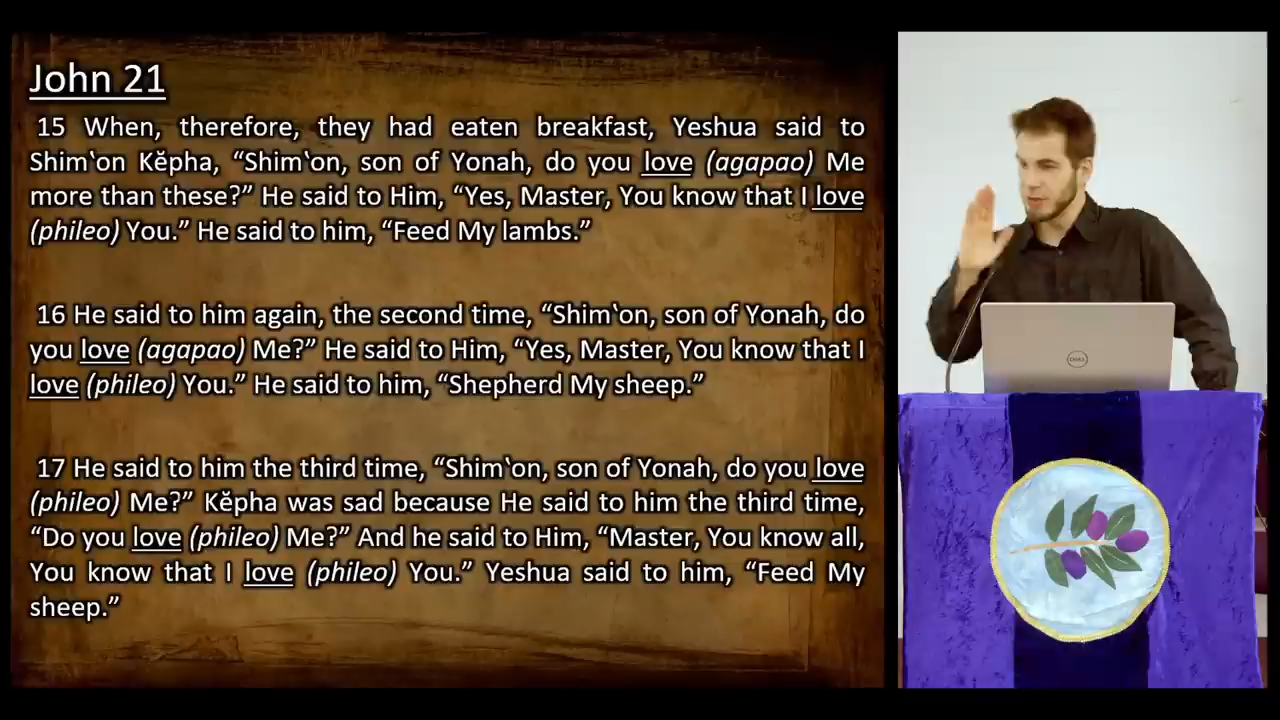 John 21
15 When, therefore, they had eaten breakfast, Yeshua said to
Shimʽon Kĕpha, “Shimʽon, son of Yonah, do you love (agapao) Me
more than these?” He said to Him, “Yes, Master, You know that I love
(phileo) You.” He said to him, “Feed My lambs.”
16 He said to him again, the second time, “Shimʽon, son of Yonah, do
you love (agapao) Me?” He said to Him, “Yes, Master, You know that I
love (phileo) You.” He said to him, “Shepherd My sheep.”
17 He said to him the third time, “Shimʽon, son of Yonah, do you love
(phileo) Me?” Kĕpha was sad because He said to him the third time,
“Do you love (phileo) Me?” And he said to Him, “Master, You know all,
You know that I love (phileo) You.” Yeshua said to him, “Feed My
sheep.”
DELL